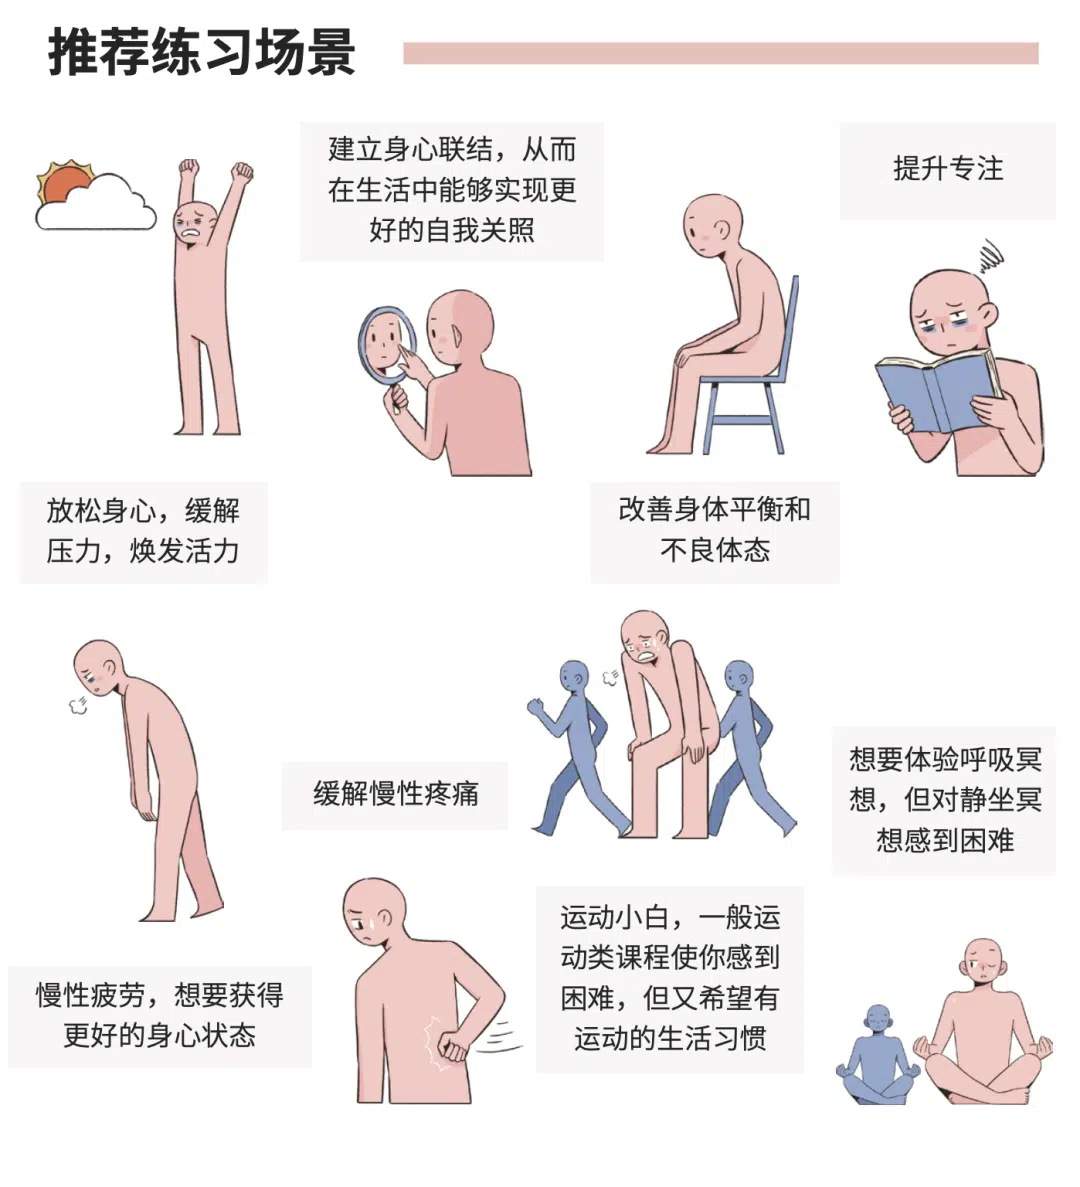 推荐练习场景
建立身心联结，从而
在生活中能够实现更
好的自我关照
提升专注
放松身心，缓解
压力，焕发活力
改善身体平衡和
不良体态
缓解慢性疼痛
想要体验呼吸冥
想，但对静坐冥
想感到困难
运动小白，一般运
动类课程使你感到
困难，但又希望有
运动的生活习惯
慢性疲劳，想要获得
更好的身心状态